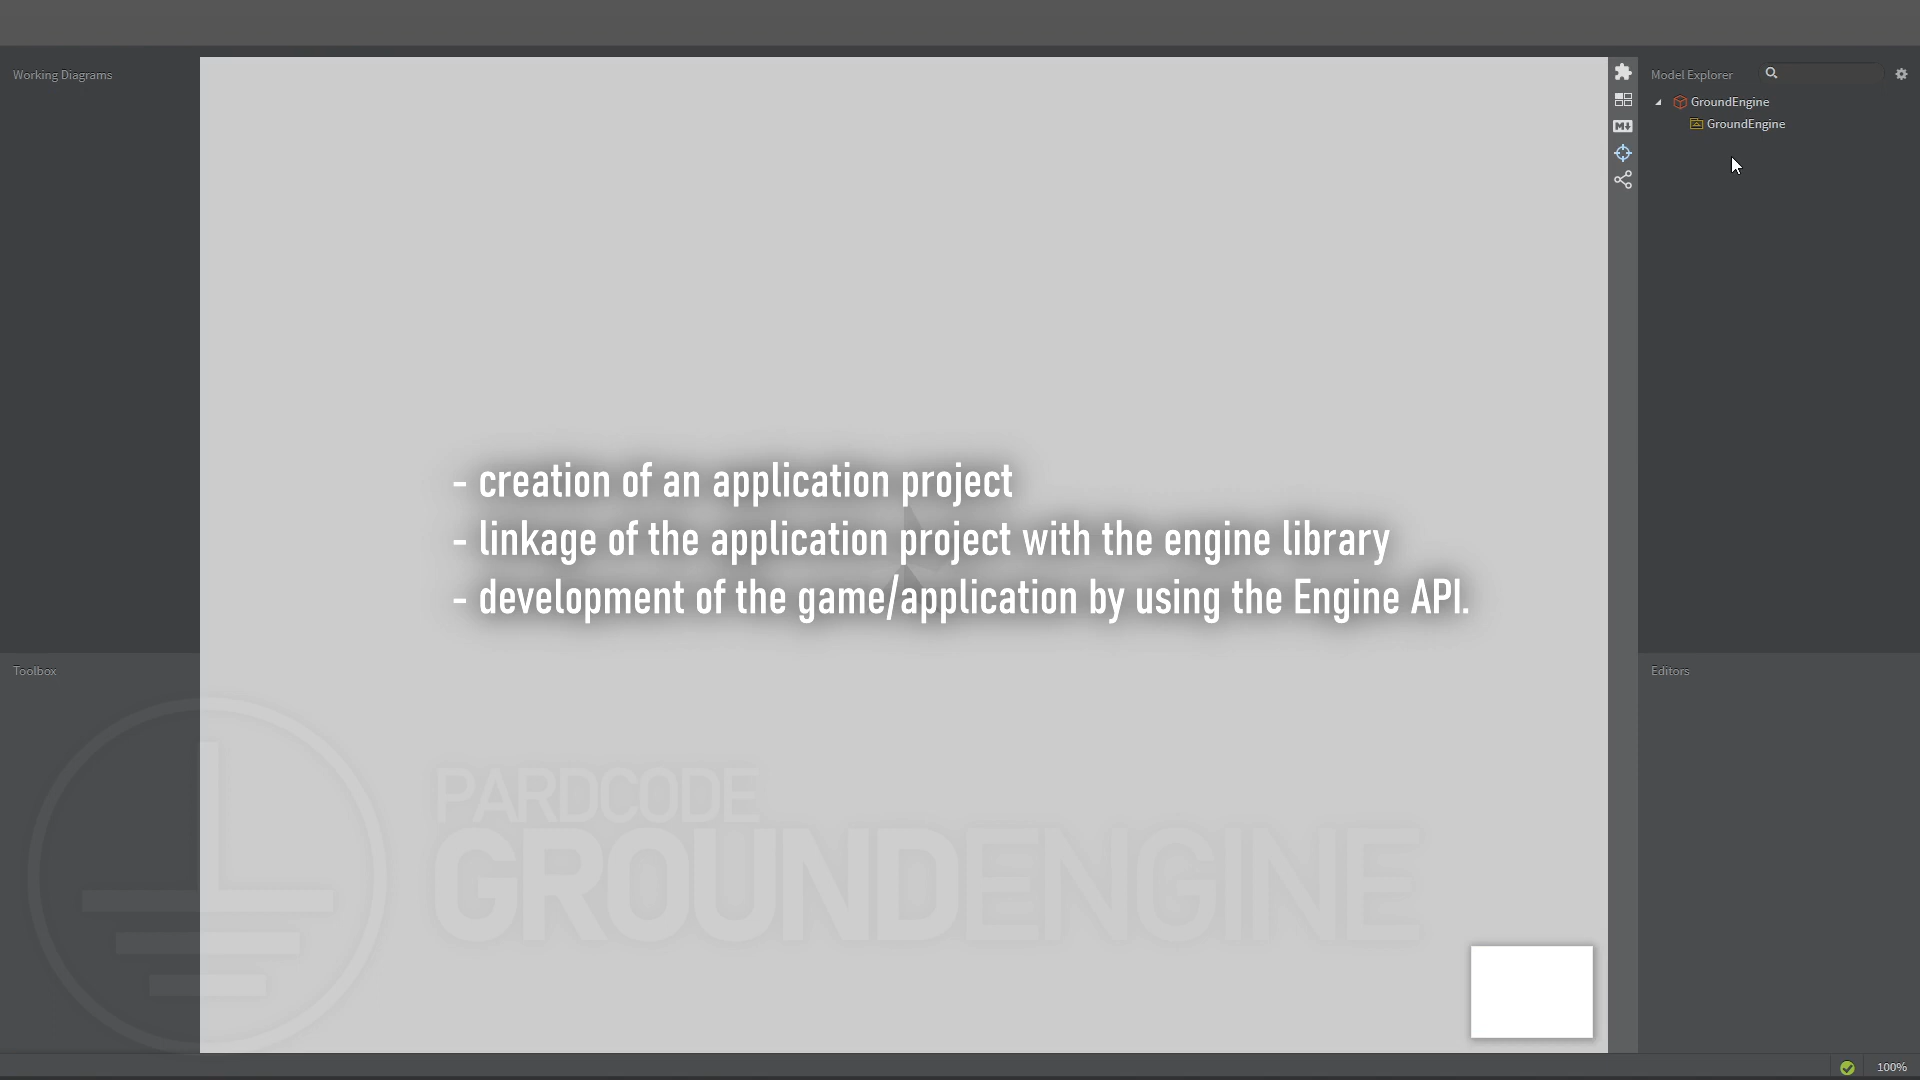 Working Diagrams
Model Explorer
GroundEngine
GroundEngine
M
- creation of an application project
- linkage of the application project with the engine library
- development of the game/application by using the Engine API.
Toolbox
Editors
PARDCODE
GROUNDENGINE
100%